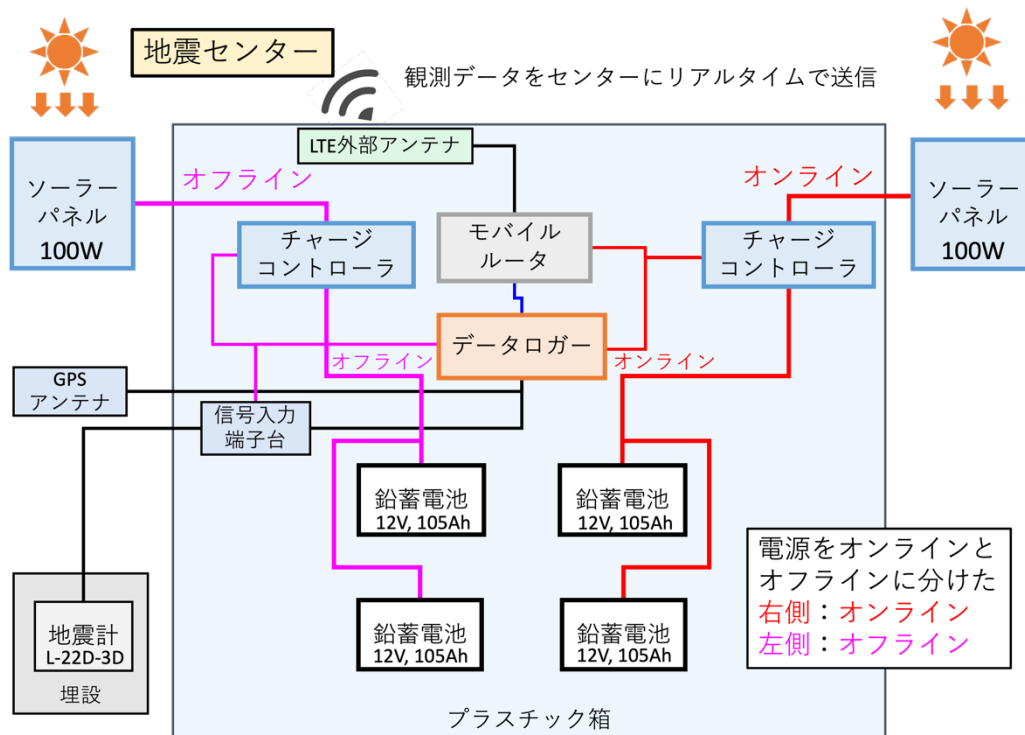 地震センター
観測データをセンターにリアルタイムで送信
LTE外部アンテナ
オフライン
オンライン
ソーラー
パネル
100W
チャージ
コントローラ
モバイル
ルータ
チャージ
コントローラ
ソーラー
パネル
100W
データロガー
オフライン
オンライン
GPS
アンテナ
信号入力
端子台
鉛蓄電池
12V, 105Ah
鉛蓄電池
12V, 105Ah
鉛蓄電池
12V, 105Ah
鉛蓄電池
12V, 105Ah
地震計
L-22D-3D
埋設
電源をオンラインと
オフラインに分けた
右側：オンライン
左側：オフライン
プラスチック箱